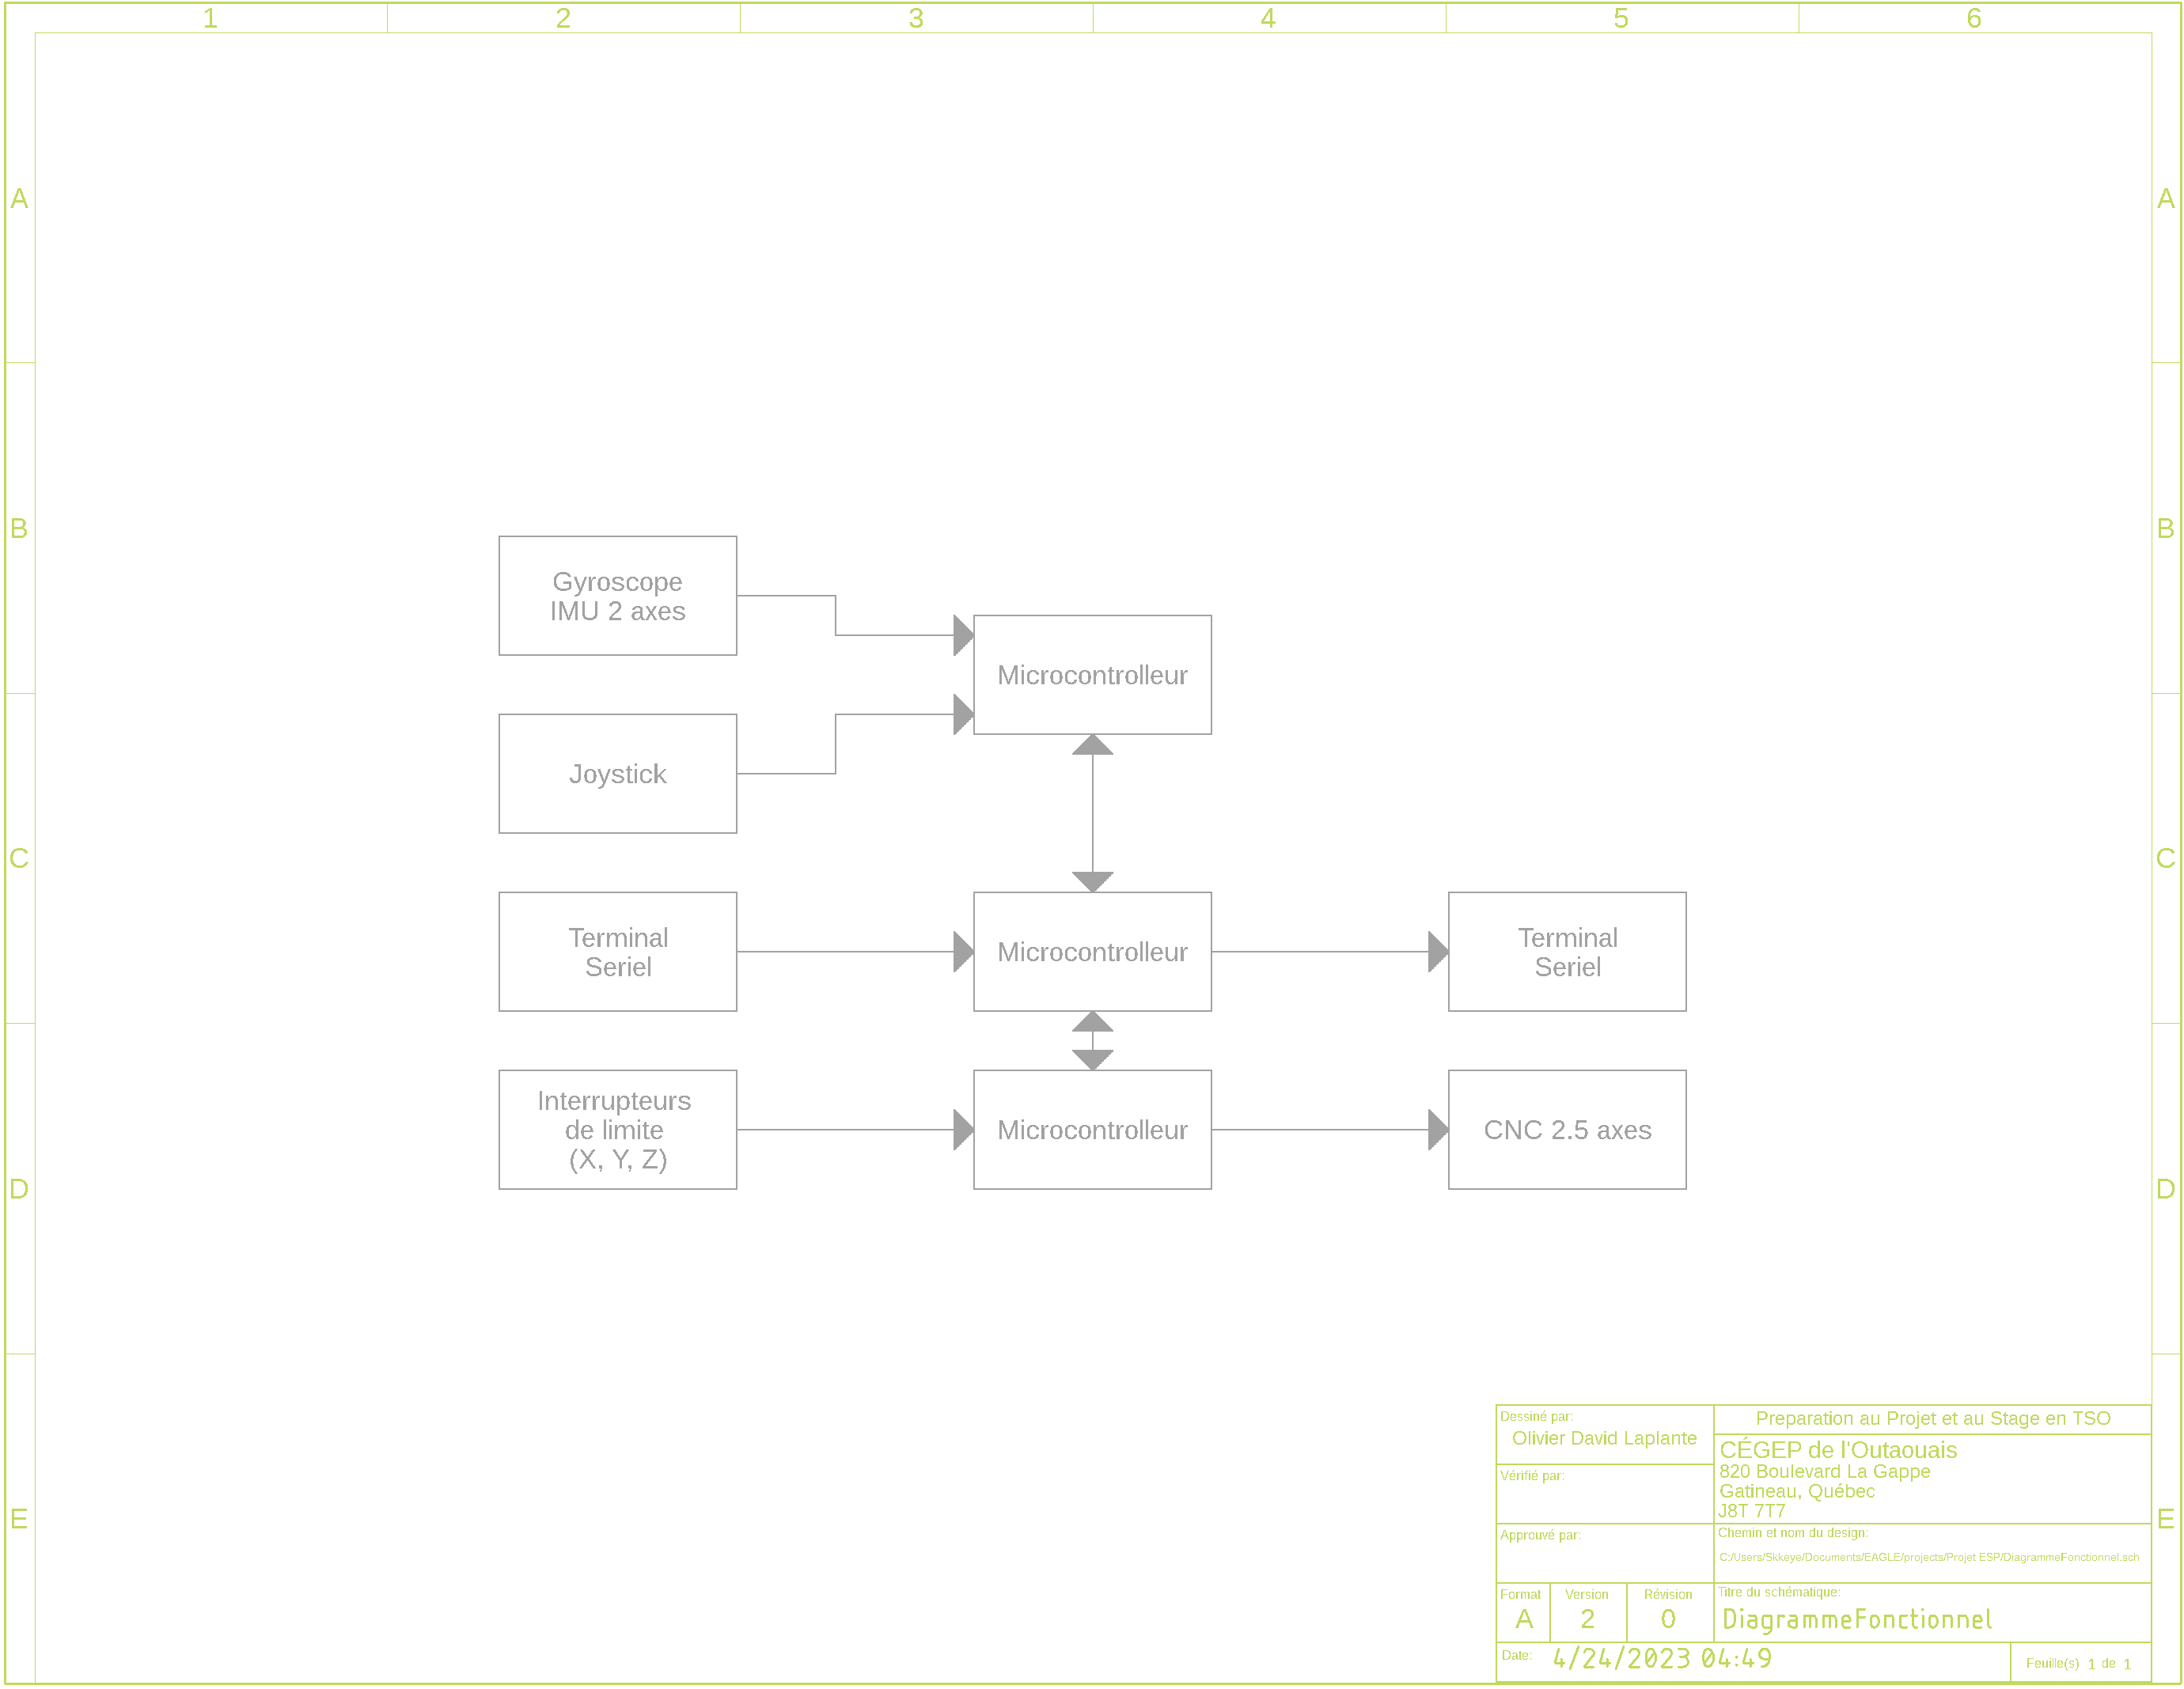 1 2 3 4 5 6
A A
B B
Gyroscope
IMU 2 axes
Microcontrolleur
Joystick
C C
Terminal
Seriel
Microcontrolleur
Terminal
Seriel
Interrupteurs
de limite
(X, Y, Z)
Microcontrolleur
CNC 2.5 axes
D D
E E
Dessiné par:
Olivier David Laplante
Preparation au Projet et au Stage en TSO
CÉGEP de l'Outaouais
820 Boulevard La Gappe
Gatineau, Québec
J8T 7T7
Vérifié par:
Approuvé par:
Chemin et nom du design:
C:/Users/Skkeye/Documents/EAGLE/projects/Projet ESP/DiagrammeFonctionnel.sch
Format Version Révision
A 2 0
Titre du schématique:
DiagrammeFonctionnel
Date: 4/24/2023 04:49
Feuille(s) 1 de 1